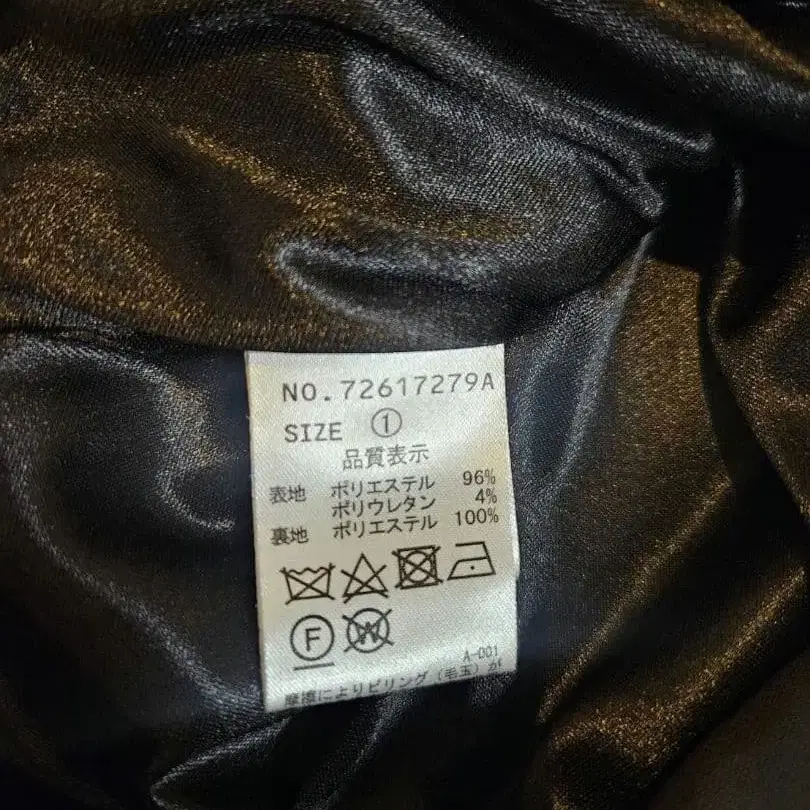 NO.72617279A
SIZE ①
品質表示
表地 ポリエステル 96%
ポリウレタン 4%
裏地 ポリエステル 100%
F W
A-001
摩擦によりピリング(毛玉)が